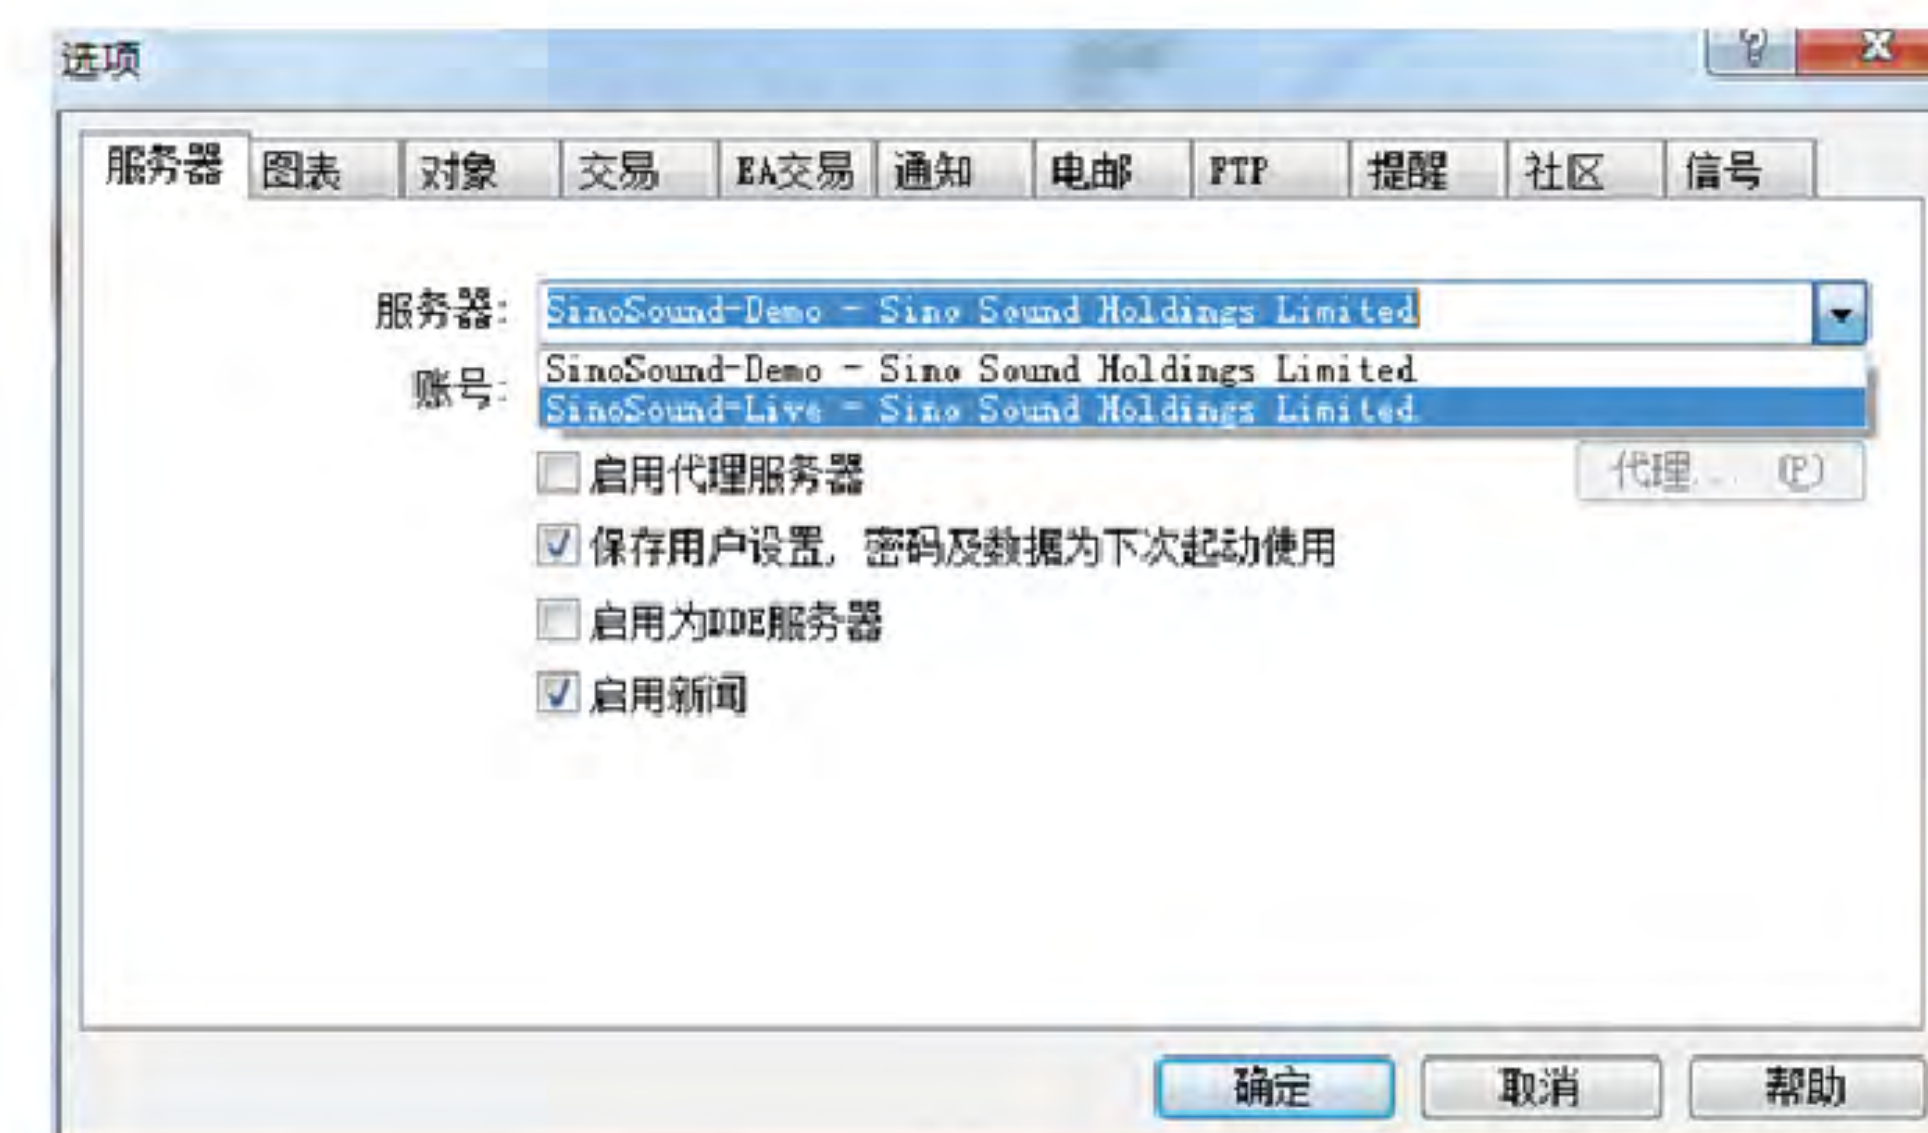 选项
服务器 图表 对象 交易 EA交易 通知 电邮 FTP 提醒 社区 信号
服务器: SinoSound-Demo - Sino Sound Holdings Limited
SinoSound-Demo - Sino Sound Holdings Limited
账号:
SinoSound-Live - Sino Sound Holdings Limited
启用代理服务器 代理... (P)
保存用户设置, 密码及数据为下次起动使用
启用为DDE服务器
启用新闻
确定 取消 帮助